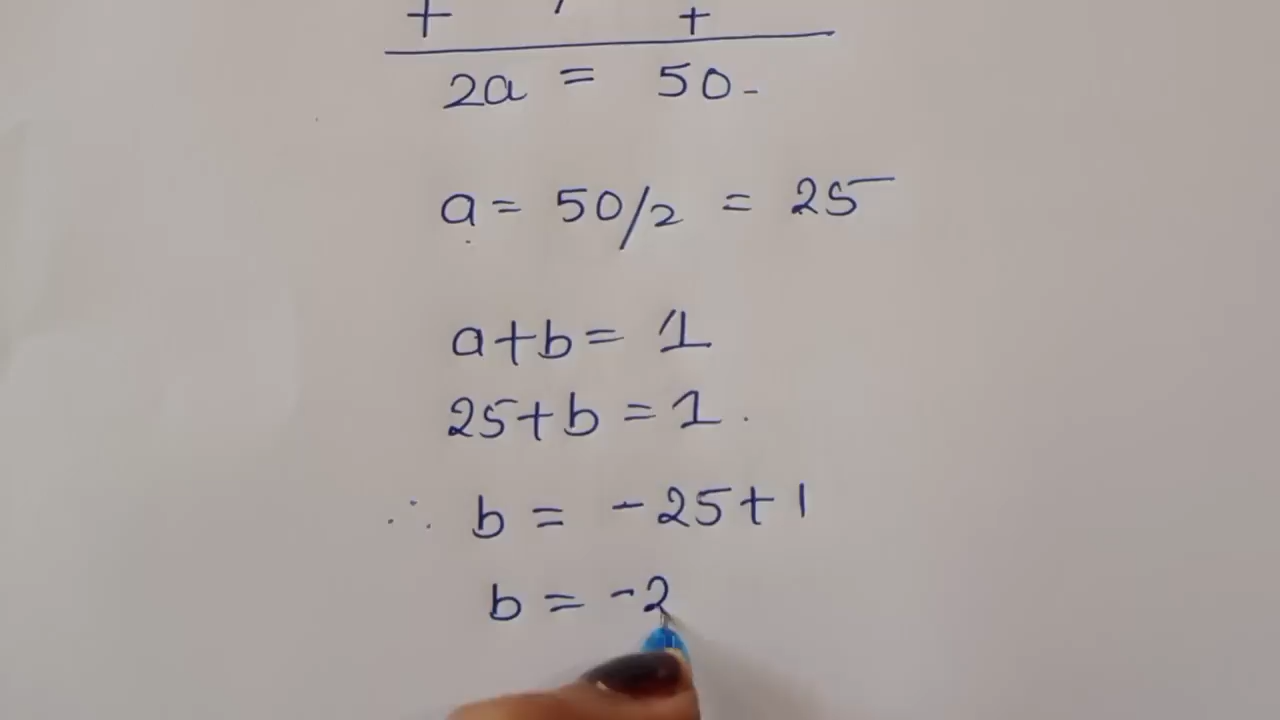 + +
2a = 50
a = 50/2 = 25
a+b = 1
25+b = 1.
∴ b = -25+1
b = -2